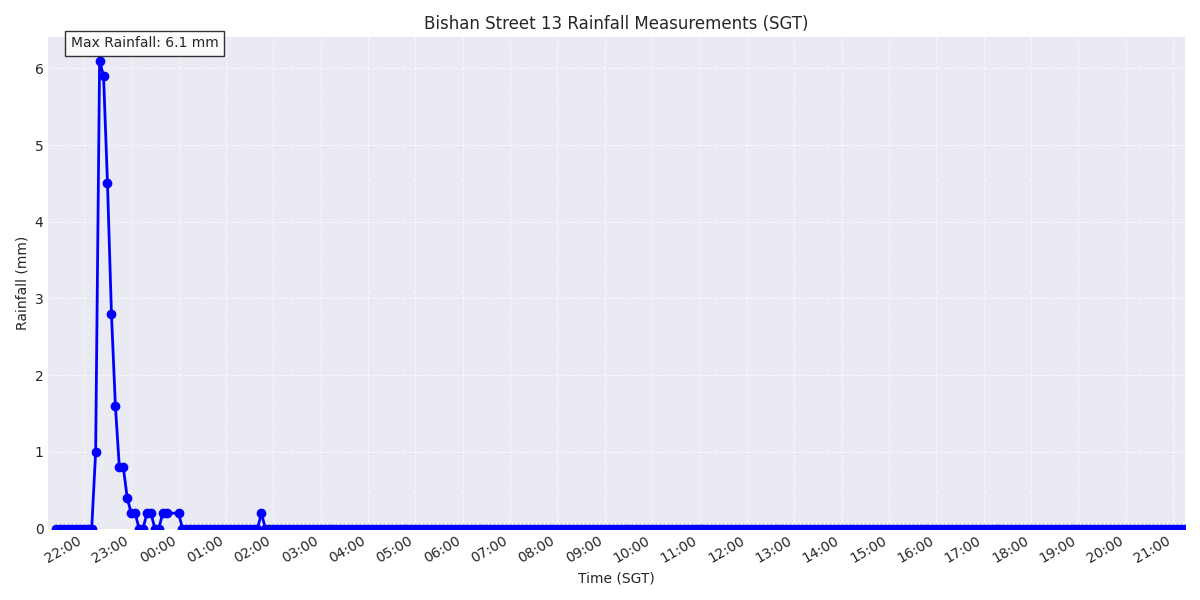 Bishan Street 13 Rainfall Measurements (SGT)
Max Rainfall: 6.1 mm
6
5
4
3
2
1
0
Rainfall (mm)
22:00 23:00 00:00 01:00 02:00 03:00 04:00 05:00 06:00 07:00 08:00 09:00 10:00 11:00 12:00 13:00 14:00 15:00 16:00 17:00 18:00 19:00 20:00 21:00
Time (SGT)